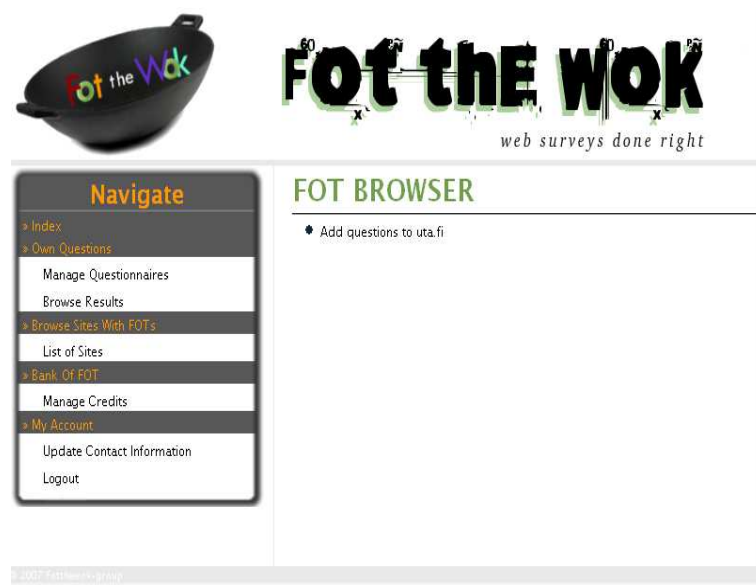 Fot the Wok
FOt thE WOK
web surveys done right
Navigate
» Index
» Own Questions
Manage Questionnaires
Browse Results
» Browse Sites With FOTs
List of Sites
» Bank Of FOT
Manage Credits
» My Account
Update Contact Information
Logout
FOT BROWSER
Add questions to uta.fi
© 2007 Fotthewok-group